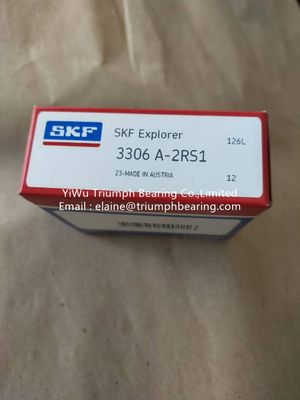 SKF
SKF Explorer
126L
3306 A-2RS1
23-MADE IN AUSTRIA
12
YiWu Triumph Bearing Co.,Limited
Email : elaine@triumphbearing.com